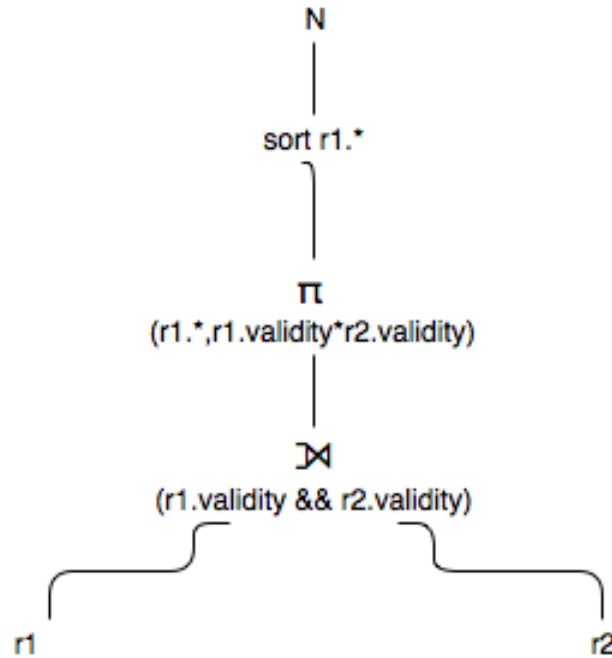 N
sort r1.*
π
(r1.*,r1.validity*r2.validity)
⟕
(r1.validity && r2.validity)
r1
r2